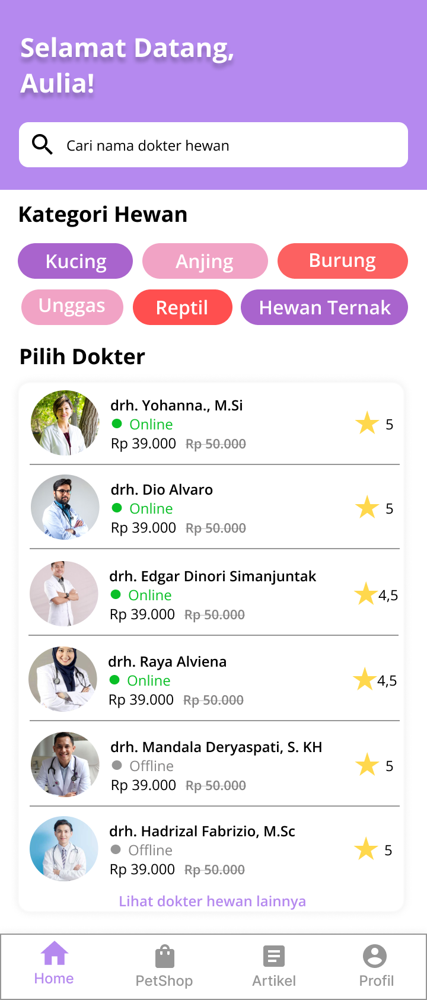 Selamat Datang,
Aulia!
Cari nama dokter hewan
Kategori Hewan
Kucing
Anjing
Burung
Unggas
Reptil
Hewan Ternak
Pilih Dokter
drh. Yohanna., M.Si
Online
5
Rp 39.000 Rp 50.000
drh. Dio Alvaro
Online
5
Rp 39.000 Rp 50.000
drh. Edgar Dinori Simanjuntak
Online
4,5
Rp 39.000 Rp 50.000
drh. Raya Alviena
Online
4,5
Rp 39.000 Rp 50.000
drh. Mandala Deryaspati, S. KH
Offline
5
Rp 39.000 Rp 50.000
drh. Hadrizal Fabrizio, M.Sc
Offline
5
Rp 39.000 Rp 50.000
Lihat dokter hewan lainnya
Home
PetShop
Artikel
Profil